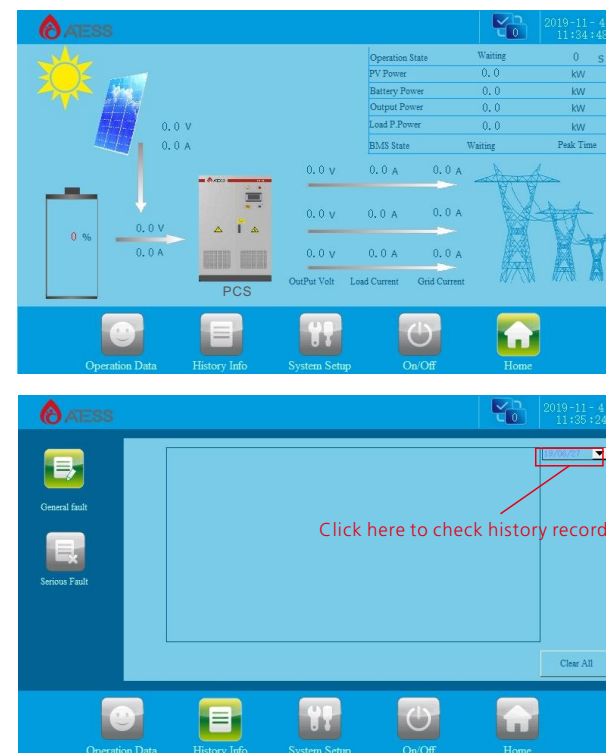 ATESS
0
2019-11-4
11:34:48
Operation State Waiting 0 S
PV Power 0.0 kW
Battery Power 0.0 kW
Output Power 0.0 kW
Load P.Power 0.0 kW
BMS State Waiting Peak Time
0.0 V
0.0 A
0.0 V 0.0 A 0.0 A
0.0 V 0.0 A 0.0 A
0 %
0.0 V
0.0 A
0.0 V 0.0 A 0.0 A
OutPut Volt Load Current Grid Current
PCS
Operation Data History Info System Setup On/Off Home
ATESS
0
2019-11-4
11:35:24
19/06/27
General fault
Click here to check history record
Serious Fault
Clear All
Operation Data History Info System Setup On/Off Home